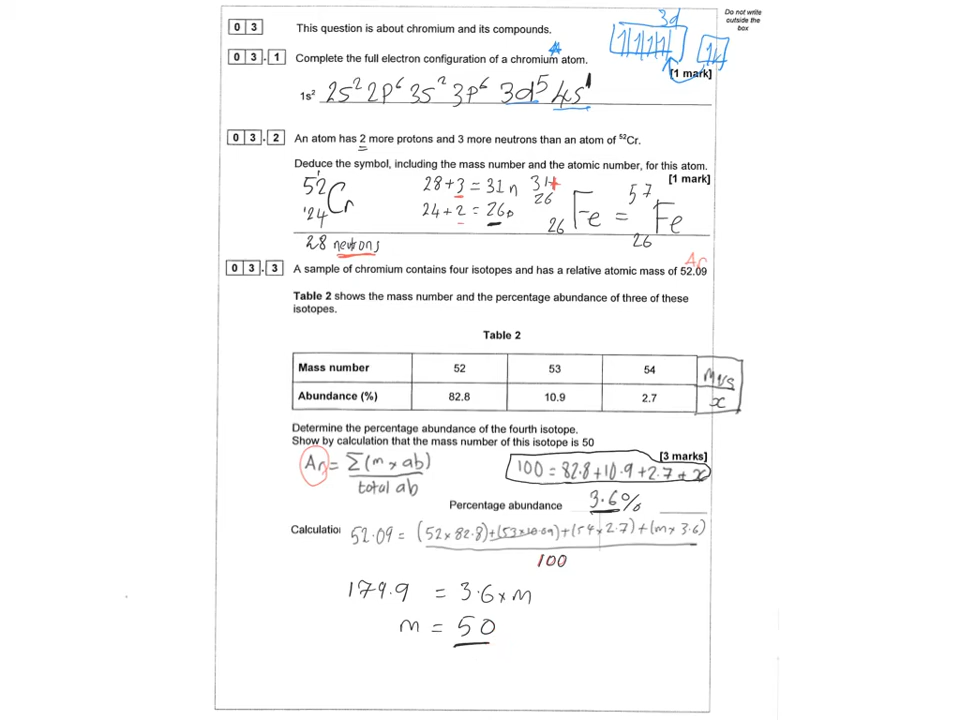 3d
Do not write
outside the
box
0 3 This question is about chromium and its compounds.
0 3 . 1 Complete the full electron configuration of a chromium atom.
[1 mark]
1s² 2s² 2p⁶ 3s² 3p⁶ 3d⁵ 4s¹
0 3 . 2 An atom has 2 more protons and 3 more neutrons than an atom of ⁵²Cr.
Deduce the symbol, including the mass number and the atomic number, for this atom.
[1 mark]
52 Cr 24
28 + 3 = 31 n
24 + 2 = 26 p
31+
26
26 Fe = 57 26 Fe
28 neutrons
0 3 . 3 A sample of chromium contains four isotopes and has a relative atomic mass of 52.09
Ar
Table 2 shows the mass number and the percentage abundance of three of these
isotopes.
Table 2
Mass number 52 53 54
Abundance (%) 82.8 10.9 2.7 x
Determine the percentage abundance of the fourth isotope.
Show by calculation that the mass number of this isotope is 50
[3 marks]
Ar = Σ(m × ab)
total ab
100 = 82.8 + 10.9 + 2.7 + x
Percentage abundance 3.6%
Calculation 52.09 = (52 × 82.8) + (53 × 10.09) + (54 × 2.7) + (m × 3.6)
100
179.9 = 3.6 × m
m = 50